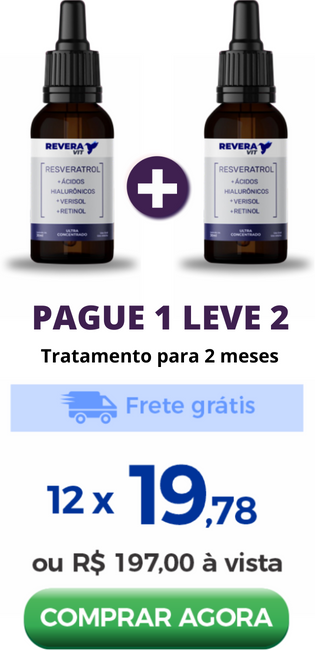 REVERA
VIT
RESVERATROL
+ÁCIDOS
HIALURÔNICOS
+VERISOL
+RETINOL
ULTRA
CONCENTRADO
REVERA
VIT
RESVERATROL
+ÁCIDOS
HIALURÔNICOS
+VERISOL
+RETINOL
ULTRA
CONCENTRADO
PAGUE 1 LEVE 2
Tratamento para 2 meses
Frete grátis
12 x 19,78
ou R$ 197,00 à vista
COMPRAR AGORA